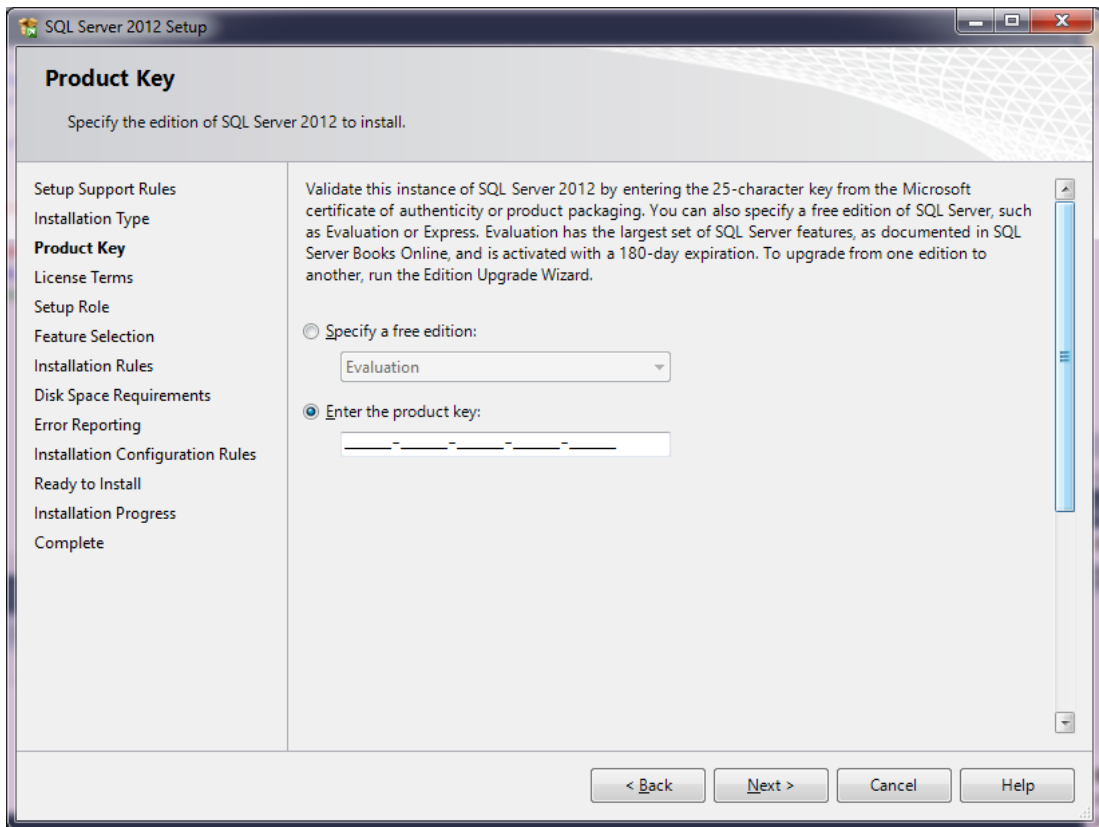 SQL Server 2012 Setup
Product Key
Specify the edition of SQL Server 2012 to install.
Setup Support Rules
Installation Type
Product Key
License Terms
Setup Role
Feature Selection
Installation Rules
Disk Space Requirements
Error Reporting
Installation Configuration Rules
Ready to Install
Installation Progress
Complete
Validate this instance of SQL Server 2012 by entering the 25-character key from the Microsoft
certificate of authenticity or product packaging. You can also specify a free edition of SQL Server, such
as Evaluation or Express. Evaluation has the largest set of SQL Server features, as documented in SQL
Server Books Online, and is activated with a 180-day expiration. To upgrade from one edition to
another, run the Edition Upgrade Wizard.
Specify a free edition:
Evaluation
Enter the product key:
_____-_____-_____-_____-_____
< Back
Next >
Cancel
Help